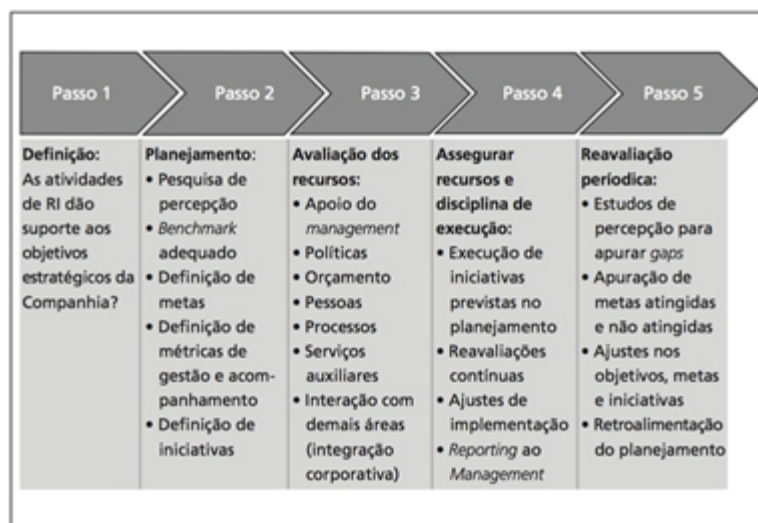 Passo 1
Passo 2
Passo 3
Passo 4
Passo 5
Definição:
As atividades
de RI dão
suporte aos
objetivos
estratégicos da
Companhia?
Planejamento:
• Pesquisa de
percepção
• Benchmark
adequado
• Definição de
metas
• Definição de
métricas de
gestão e acom-
panhamento
• Definição de
iniciativas
Avaliação dos
recursos:
• Apoio do
management
• Políticas
• Orçamento
• Pessoas
• Processos
• Serviços
auxiliares
• Interação com
demais áreas
(integração
corporativa)
Assegurar
recursos e
disciplina de
execução:
• Execução de
iniciativas
previstas no
planejamento
• Reavaliações
contínuas
• Ajustes de
implementação
• Reporting ao
Management
Reavaliação
períodica:
• Estudos de
percepção para
apurar gaps
• Apuração de
metas atingidas
e não atingidas
• Ajustes nos
objetivos, metas
e iniciativas
• Retroalimentação
do planejamento